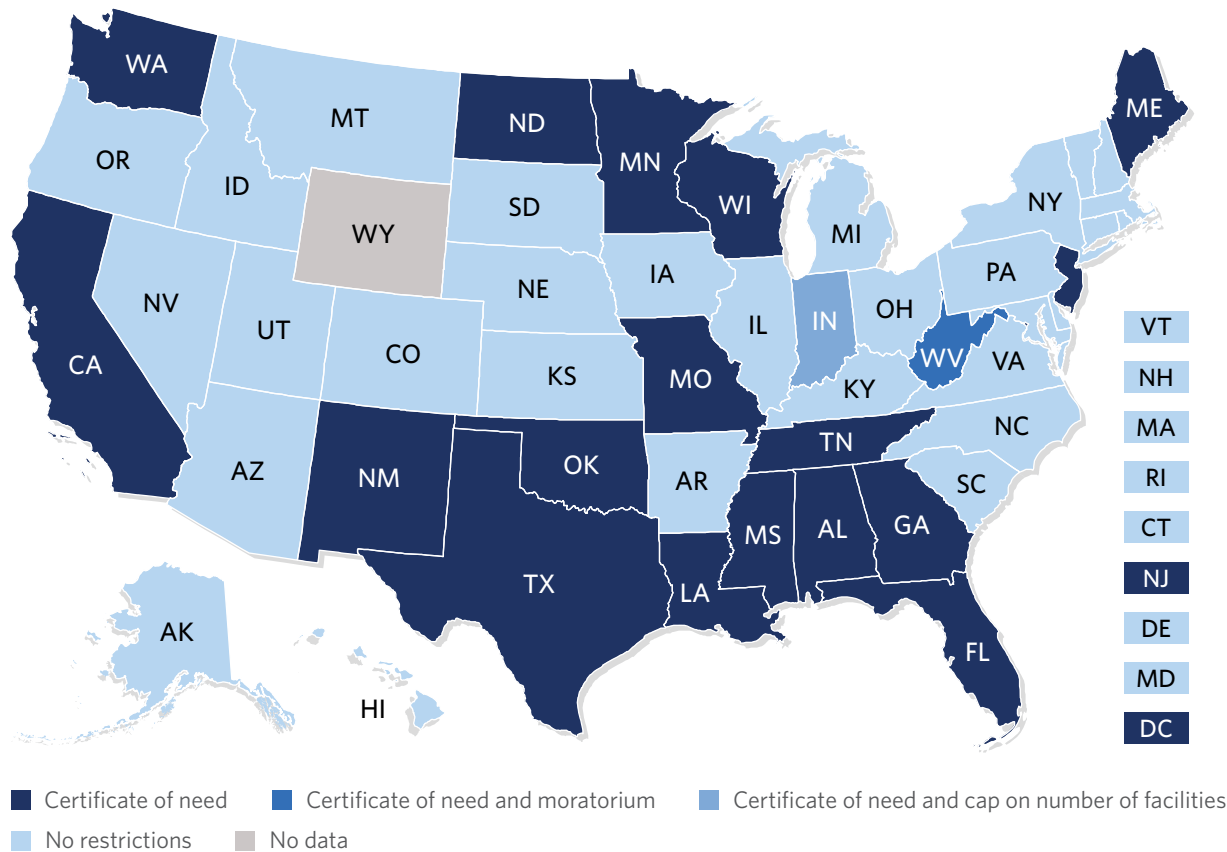 WA
MT
ND
MN
ME
OR
ID
SD
WI
NY
WY
MI
IA
PA
NV
NE
OH
IL
IN
UT
CO
CA
KS
MO
KY
WV
VA
VT
NH
NC
MA
TN
AZ
NM
OK
AR
SC
RI
MS
AL
GA
CT
TX
LA
NJ
AK
FL
DE
HI
MD
DC
Certificate of need
Certificate of need and moratorium
Certificate of need and cap on number of facilities
No restrictions
No data